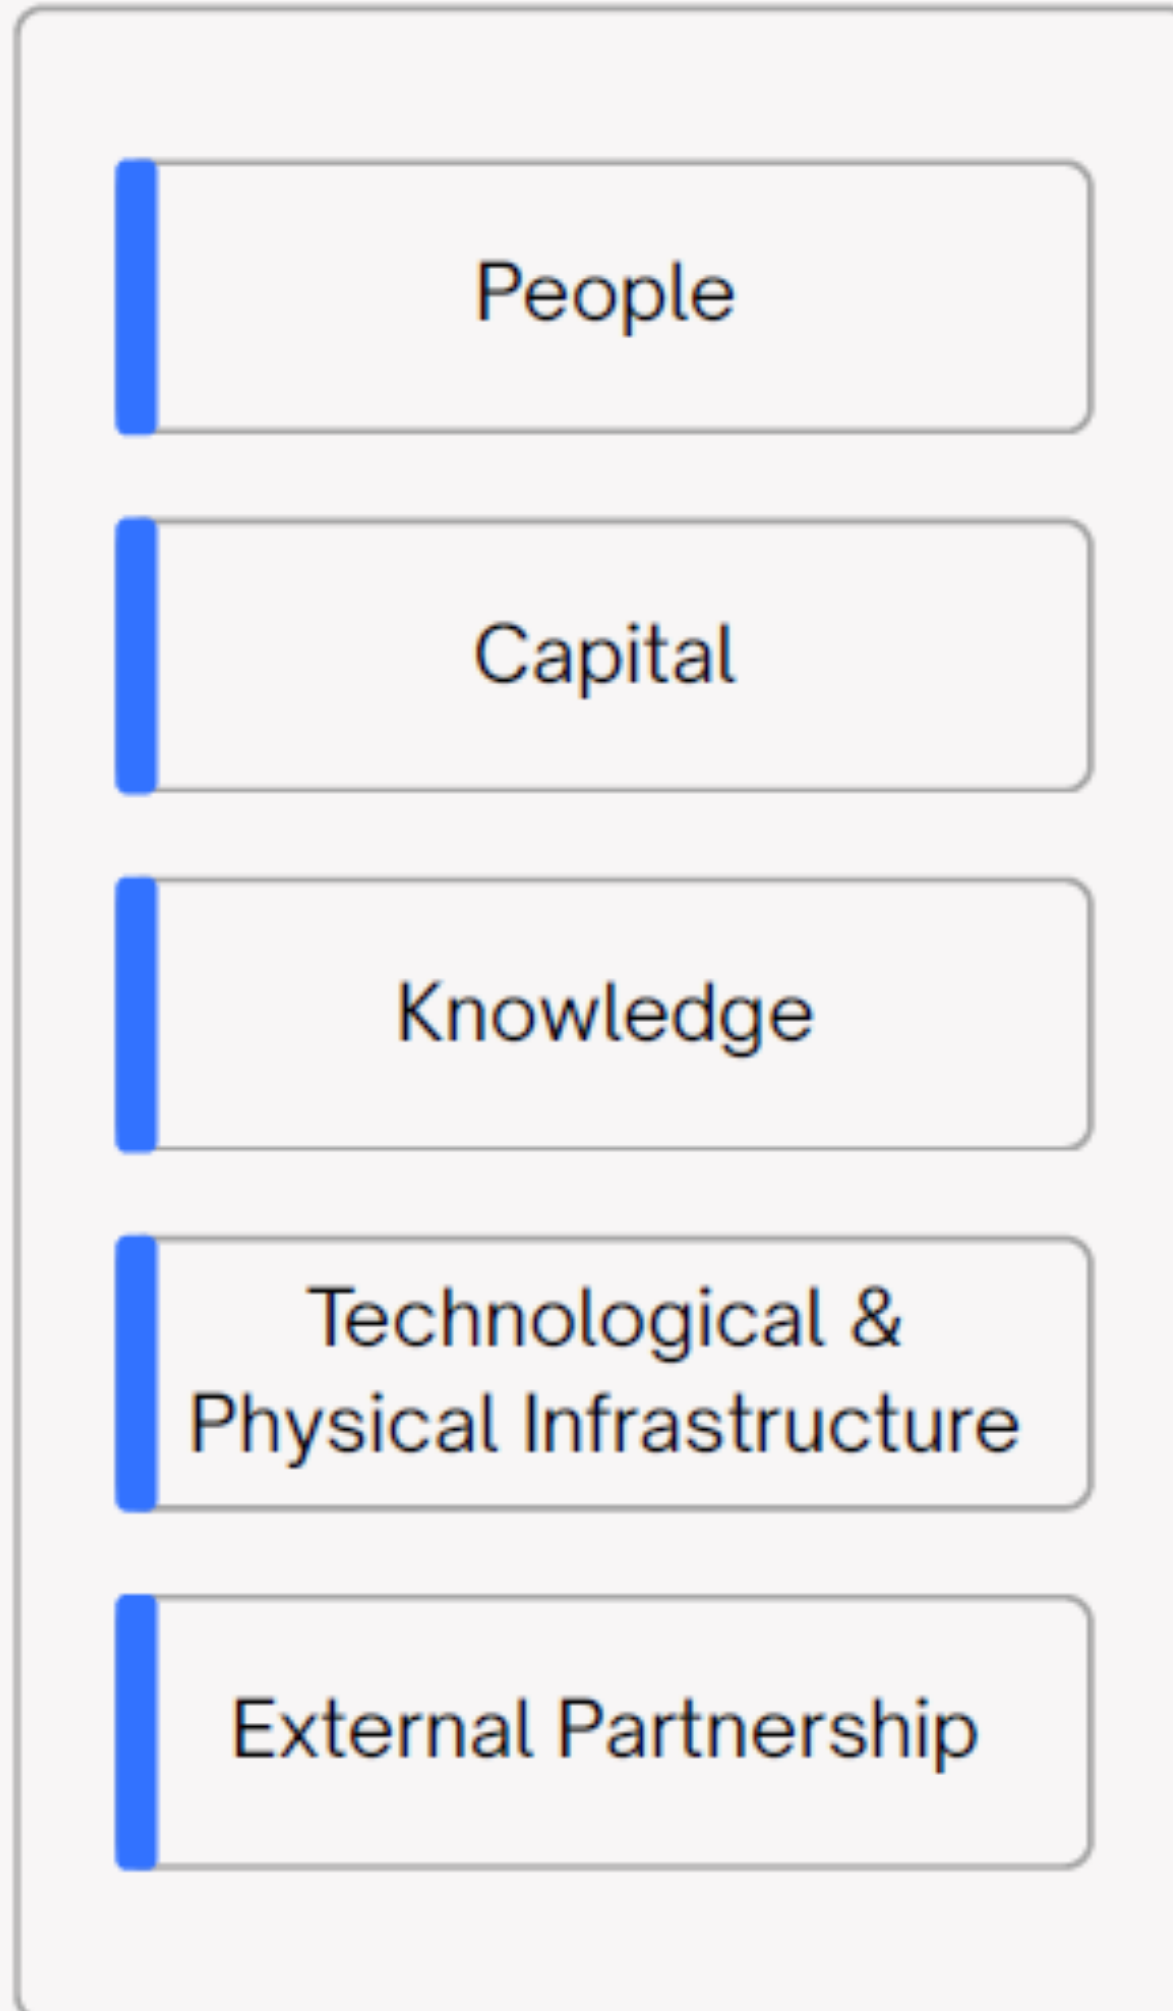 People
Capital
Knowledge
Technological &
Physical Infrastructure
External Partnership